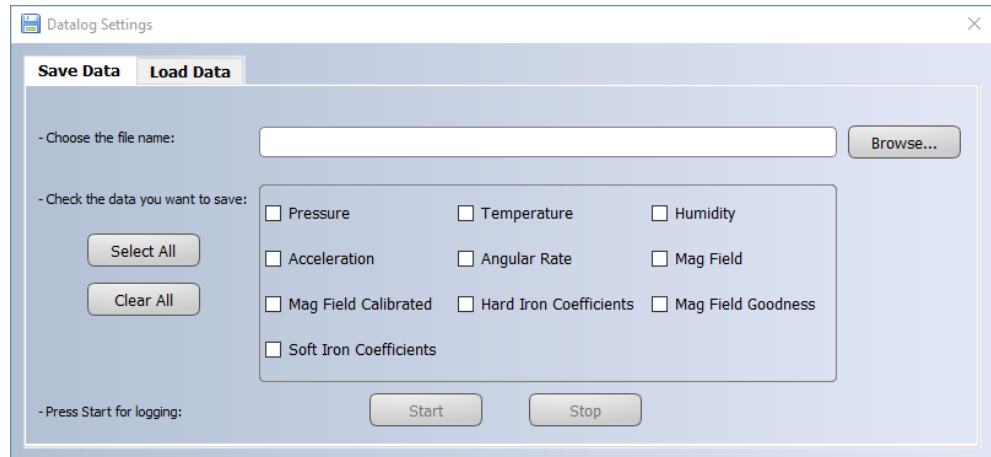 Datalog Settings
Save Data Load Data
- Choose the file name: Browse...
- Check the data you want to save:
Pressure Temperature Humidity
Select All
Acceleration Angular Rate Mag Field
Clear All
Mag Field Calibrated Hard Iron Coefficients Mag Field Goodness
Soft Iron Coefficients
- Press Start for logging: Start Stop